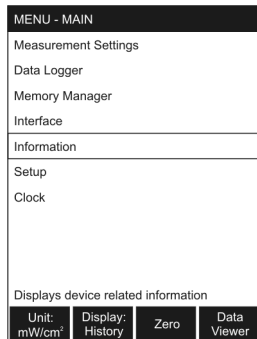 MENU - MAIN
Measurement Settings
Data Logger
Memory Manager
Interface
Information
Setup
Clock
Displays device related information
Unit: Display: Zero Data
mW/cm² History Viewer